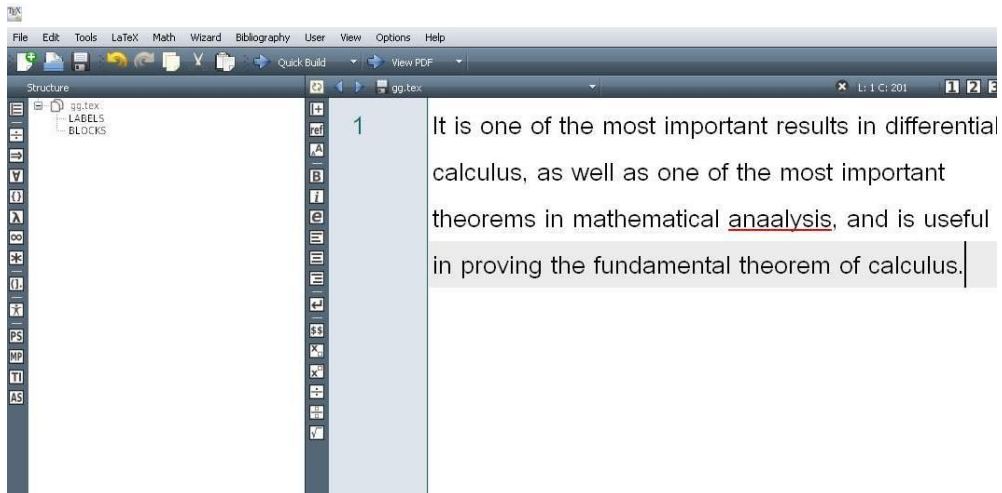 TEX
File Edit Tools LaTeX Math Wizard Bibliography User View Options Help
Quick Build View PDF
Structure gg.tex L: 1 C: 201 1 2 3
gg.tex
LABELS
BLOCKS
ref
A
B
i
e
$$
PS
MP
TI
AS
1
It is one of the most important results in differential
calculus, as well as one of the most important
theorems in mathematical anaalysis, and is useful
in proving the fundamental theorem of calculus.